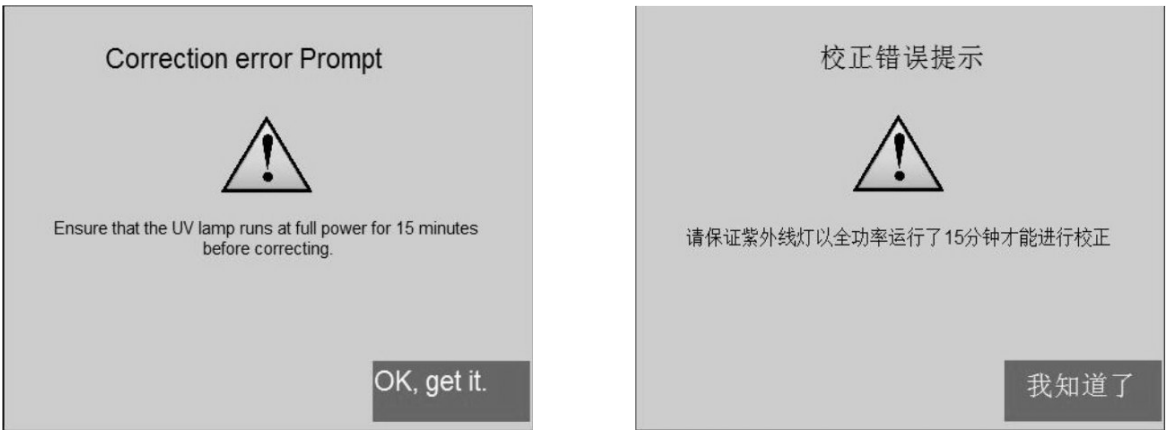 Correction error Prompt
Ensure that the UV lamp runs at full power for 15 minutes
before correcting.
OK, get it.
校正错误提示
请保证紫外线灯以全功率运行了15分钟才能进行校正
我知道了